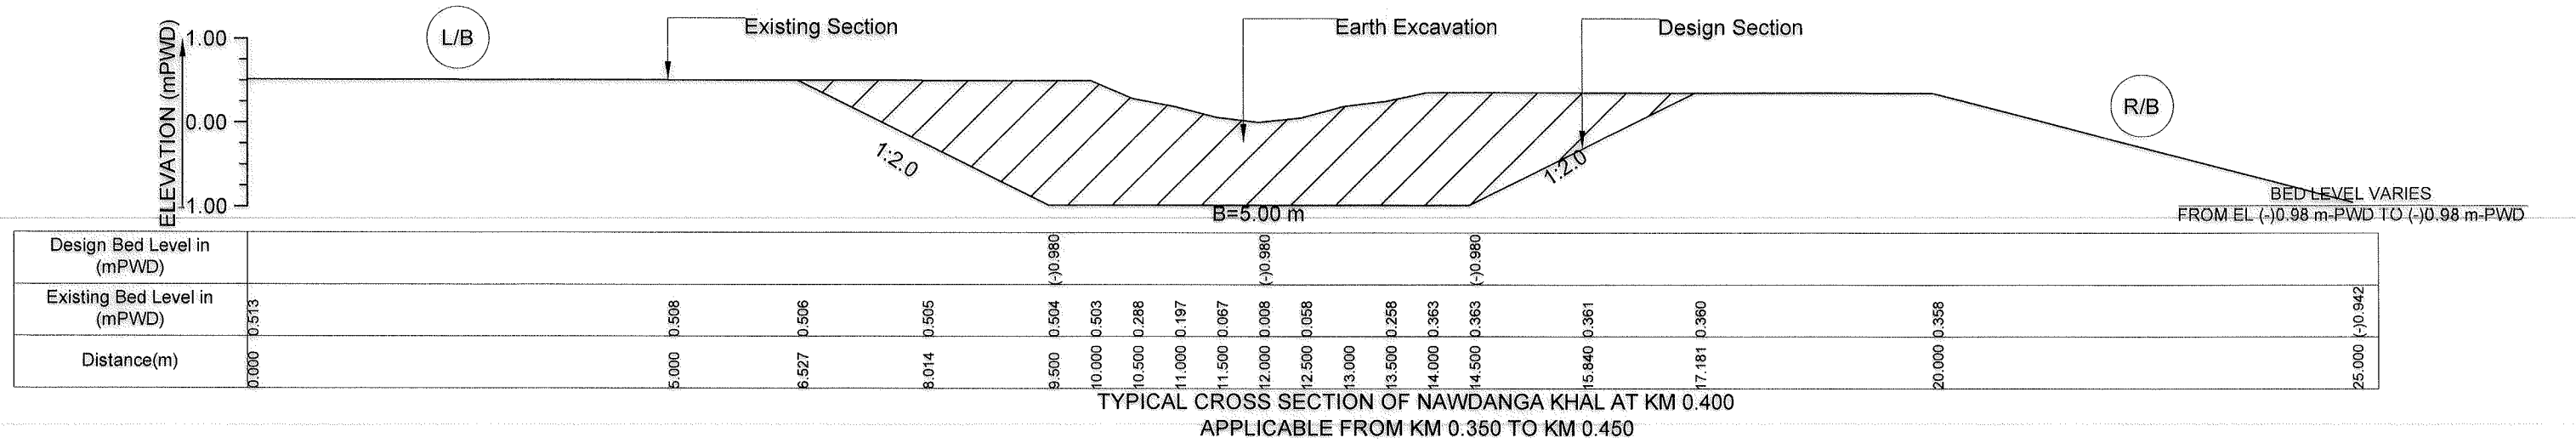 L/B
Existing Section
Earth Excavation
Design Section
R/B
ELEVATION (mPWD)
1.00
0.00
-1.00
1:2.0
1:2.0
B=5.00 m
BED LEVEL VARIES
FROM EL (-)0.98 m-PWD TO (-)0.98 m-PWD
Design Bed Level in
(mPWD)
(-)0.980 (-)0.980 (-)0.980
Existing Bed Level in
(mPWD)
0.513 0.508 0.506 0.505 0.504 0.503 0.288 0.197 0.067 0.008 0.058 0.258 0.363 0.363 0.361 0.360 0.358 (-)0.942
Distance(m)
0.000 5.000 6.527 8.014 9.500 10.000 10.500 11.000 11.500 12.000 12.500 13.000 13.500 14.000 14.500 15.840 17.181 20.000 25.000
TYPICAL CROSS SECTION OF NAWDANGA KHAL AT KM 0.400
APPLICABLE FROM KM 0.350 TO KM 0.450